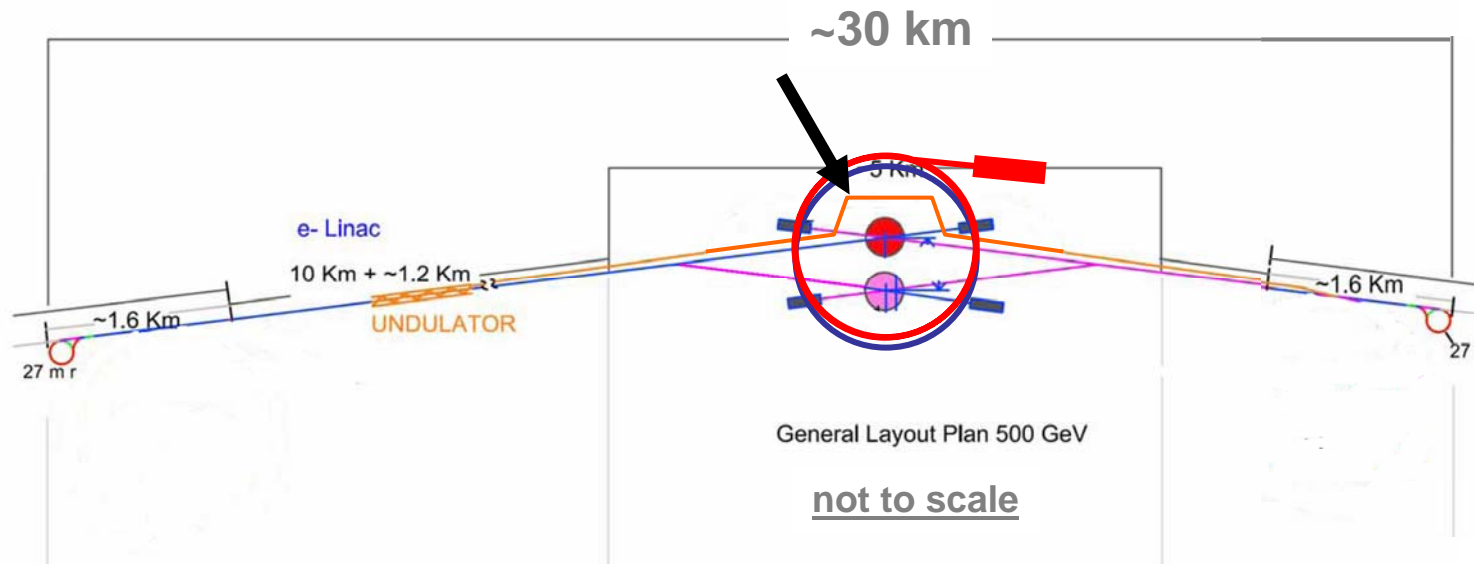 ~30 km
5 Km
e- Linac
10 Km + ~1.2 Km
~1.6 Km
UNDULATOR
~1.6 Km
27 m r
27
General Layout Plan 500 GeV
not to scale